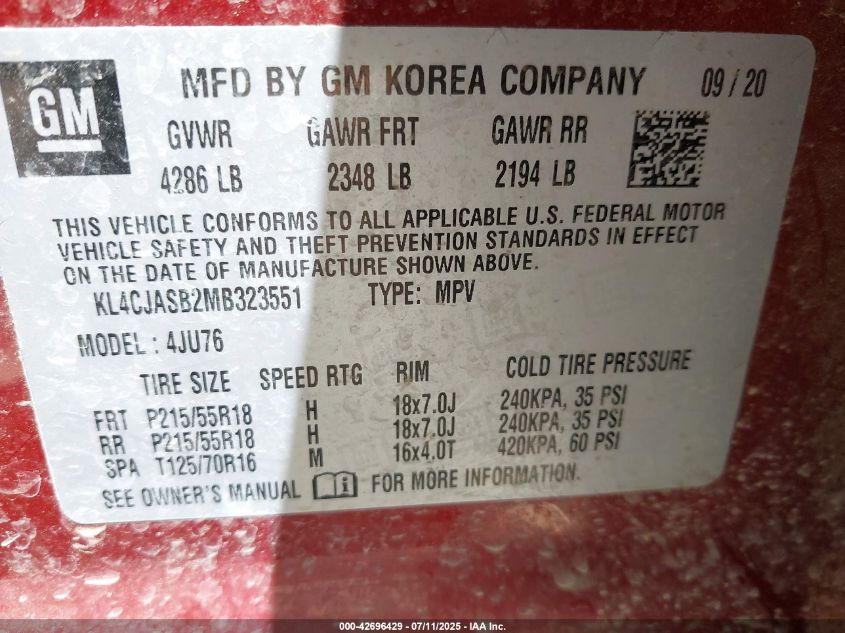 GM
MFD BY GM KOREA COMPANY 09/20
GVWR GAWR FRT GAWR RR
4286 LB 2348 LB 2194 LB
THIS VEHICLE CONFORMS TO ALL APPLICABLE U.S. FEDERAL MOTOR
VEHICLE SAFETY AND THEFT PREVENTION STANDARDS IN EFFECT
ON THE DATE OF MANUFACTURE SHOWN ABOVE.
KL4CJASB2MB323551 TYPE: MPV
MODEL: 4JU76
TIRE SIZE SPEED RTG RIM COLD TIRE PRESSURE
FRT P215/55R18 H 18x7.0J 240KPA, 35 PSI
RR P215/55R18 H 18x7.0J 240KPA, 35 PSI
SPA T125/70R16 M 16x4.0T 420KPA, 60 PSI
SEE OWNER'S MANUAL i FOR MORE INFORMATION.
000-42696429 - 07/11/2025 - IAA Inc.